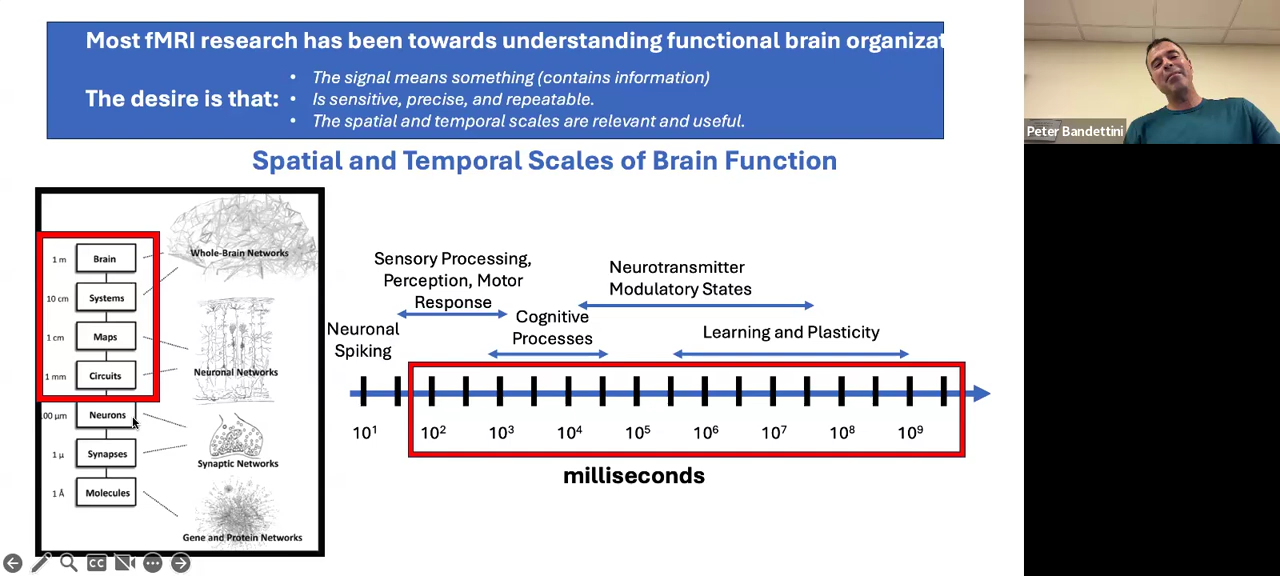 Most fMRI research has been towards understanding functional brain organizat
The desire is that:
• The signal means something (contains information)
• Is sensitive, precise, and repeatable.
• The spatial and temporal scales are relevant and useful.
Peter Bandettini
Spatial and Temporal Scales of Brain Function
1 m
Brain
10 cm
Systems
1 cm
Maps
1 mm
Circuits
00 µm
Neurons
1 µ
Synapses
1 Å
Molecules
Whole-Brain Networks
Neuronal Networks
Synaptic Networks
Gene and Protein Networks
Neuronal
Spiking
Sensory Processing,
Perception, Motor
Response
Cognitive
Processes
Neurotransmitter
Modulatory States
Learning and Plasticity
10¹ 10² 10³ 10⁴ 10⁵ 10⁶ 10⁷ 10⁸ 10⁹
milliseconds
CC